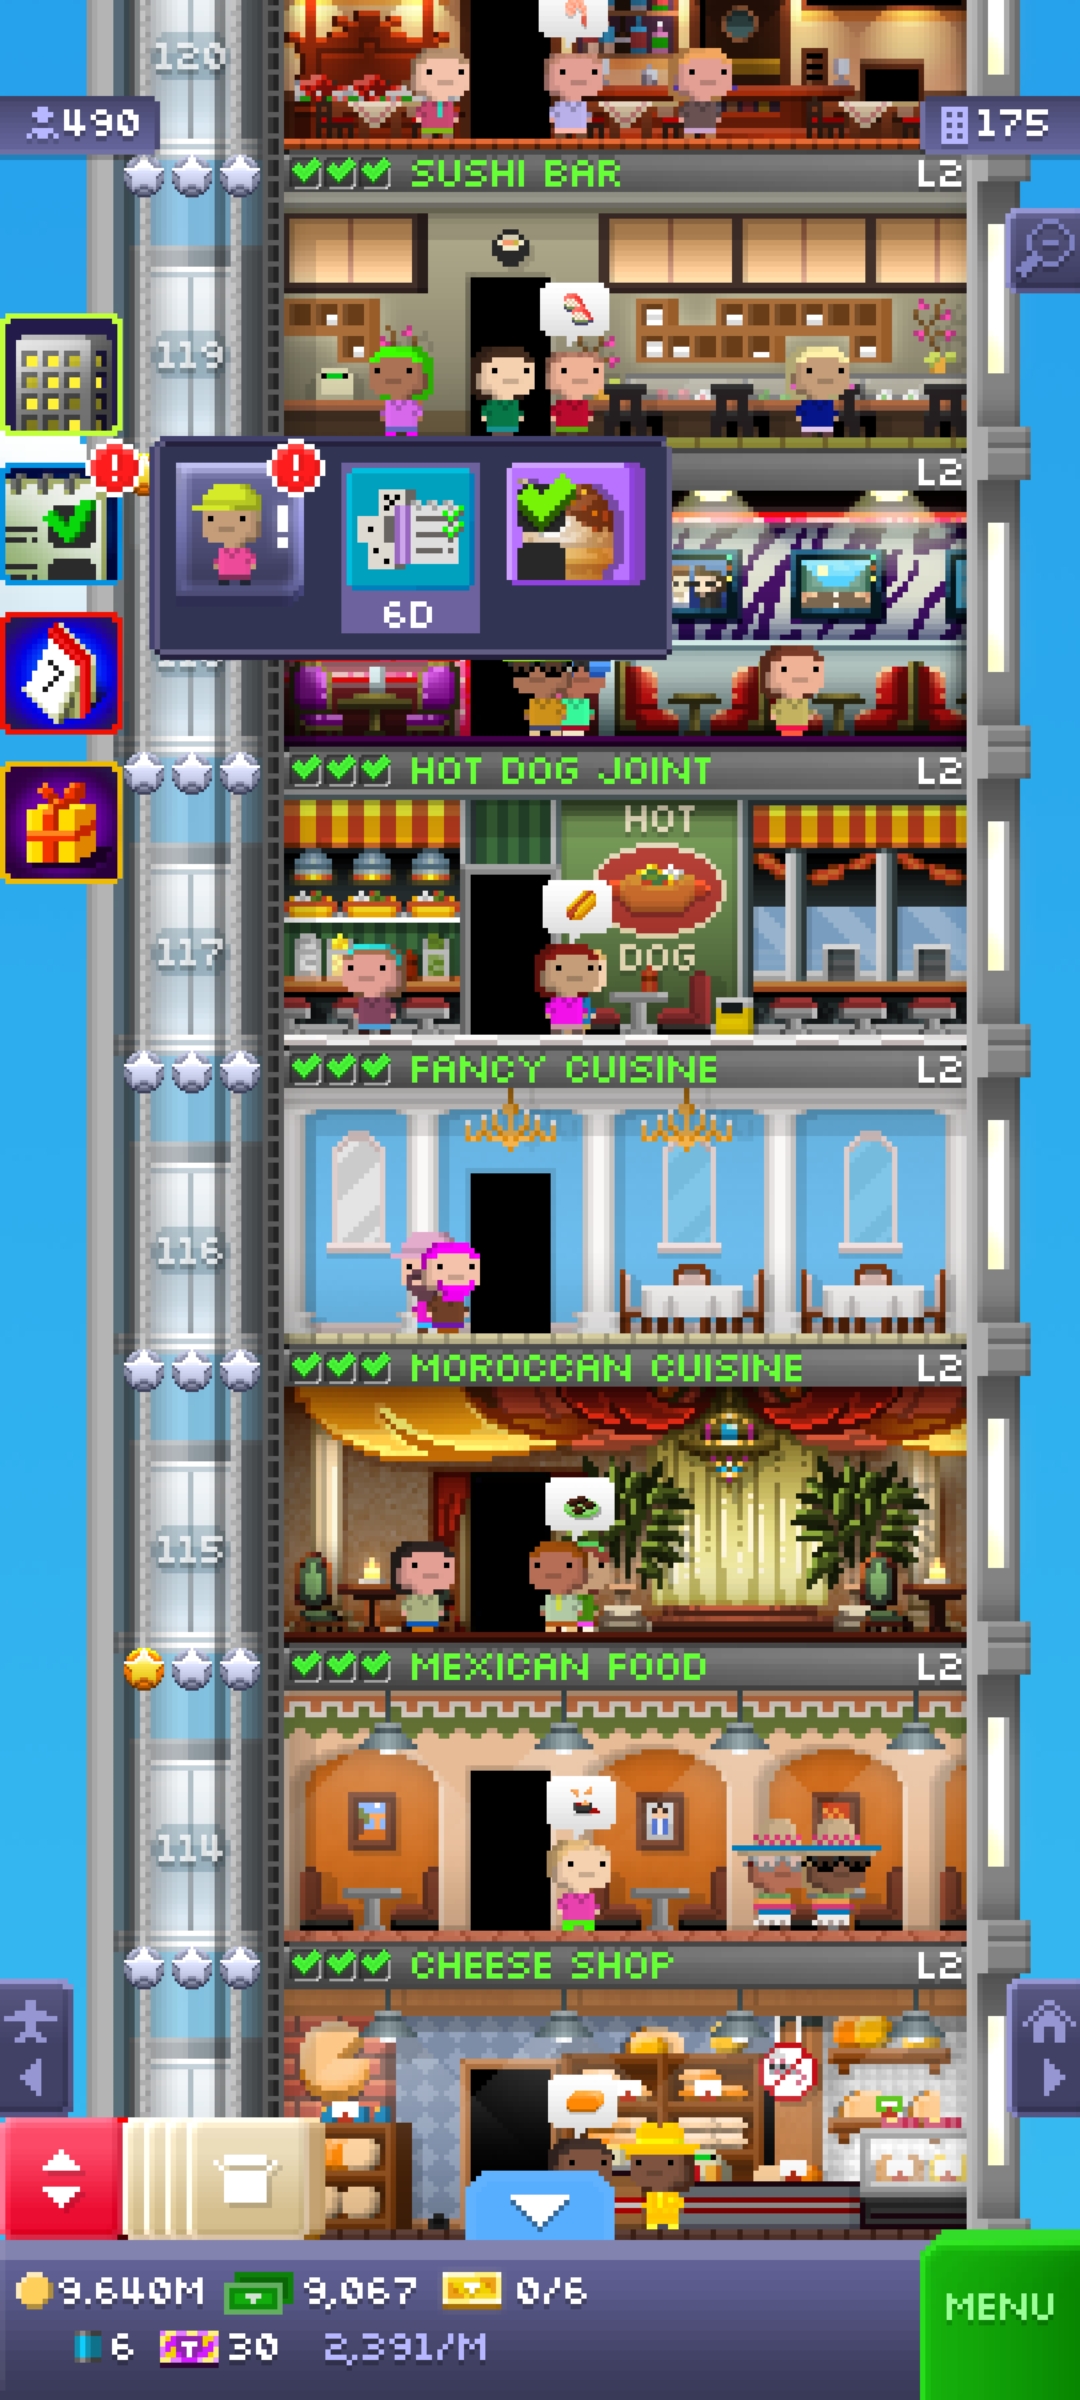 120
490
175
SUSHI BAR L2
119
L2
!
!
!
6D
HOT DOG JOINT L2
HOT
117
DOG
FANCY CUISINE L2
116
MOROCCAN CUISINE L2
115
MEXICAN FOOD L2
114
CHEESE SHOP L2
9.640M 9,067 0/6
MENU
6 T 30 2,391/M